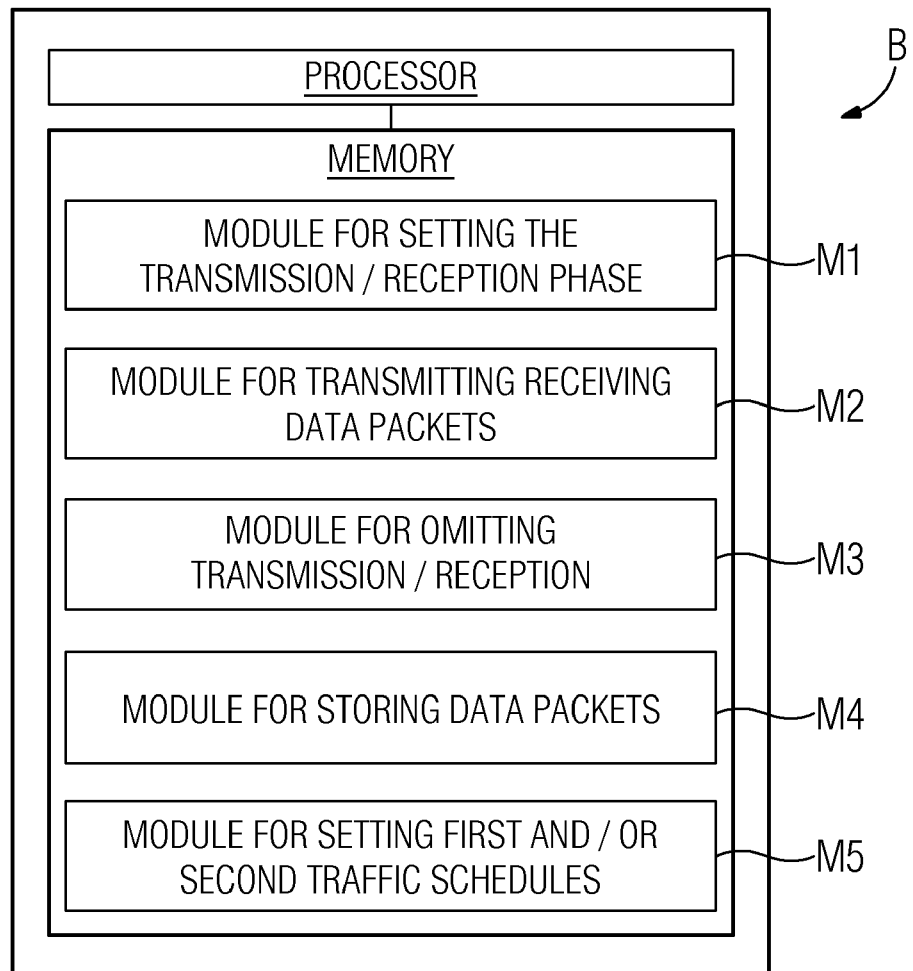 B
PROCESSOR
MEMORY
MODULE FOR SETTING THE
TRANSMISSION / RECEPTION PHASE
M1
MODULE FOR TRANSMITTING RECEIVING
DATA PACKETS
M2
MODULE FOR OMITTING
TRANSMISSION / RECEPTION
M3
MODULE FOR STORING DATA PACKETS
M4
MODULE FOR SETTING FIRST AND / OR
SECOND TRAFFIC SCHEDULES
M5